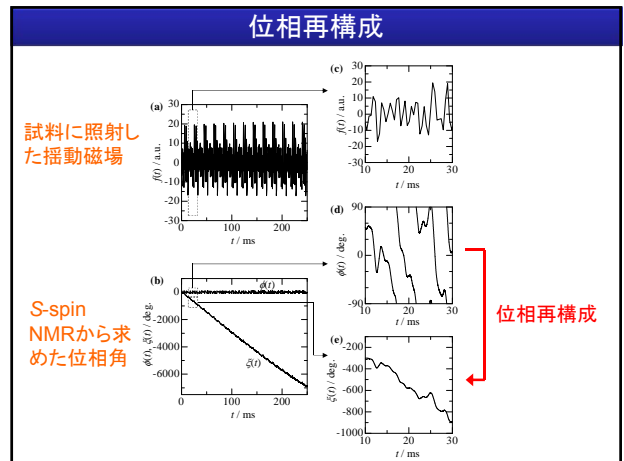 位相再構成
試料に照射し
た揺動磁場
(a)
30
20
10
0
-10
-20
-30
f(t) / a.u.
0
100
200
t / ms
(c)
30
20
10
0
-10
-20
-30
f(t) / a.u.
10
20
30
t / ms
(d)
90
0
-90
ϕ(t) / deg.
10
20
30
t / ms
S-spin
NMRから求
めた位相角
(b)
0
-2000
-4000
-6000
ϕ(t), ξ(t) / deg.
ϕ(t)
ξ(t)
0
100
200
t / ms
(e)
-200
-400
-600
-800
-1000
ξ(t) / deg.
10
20
30
t / ms
位相再構成